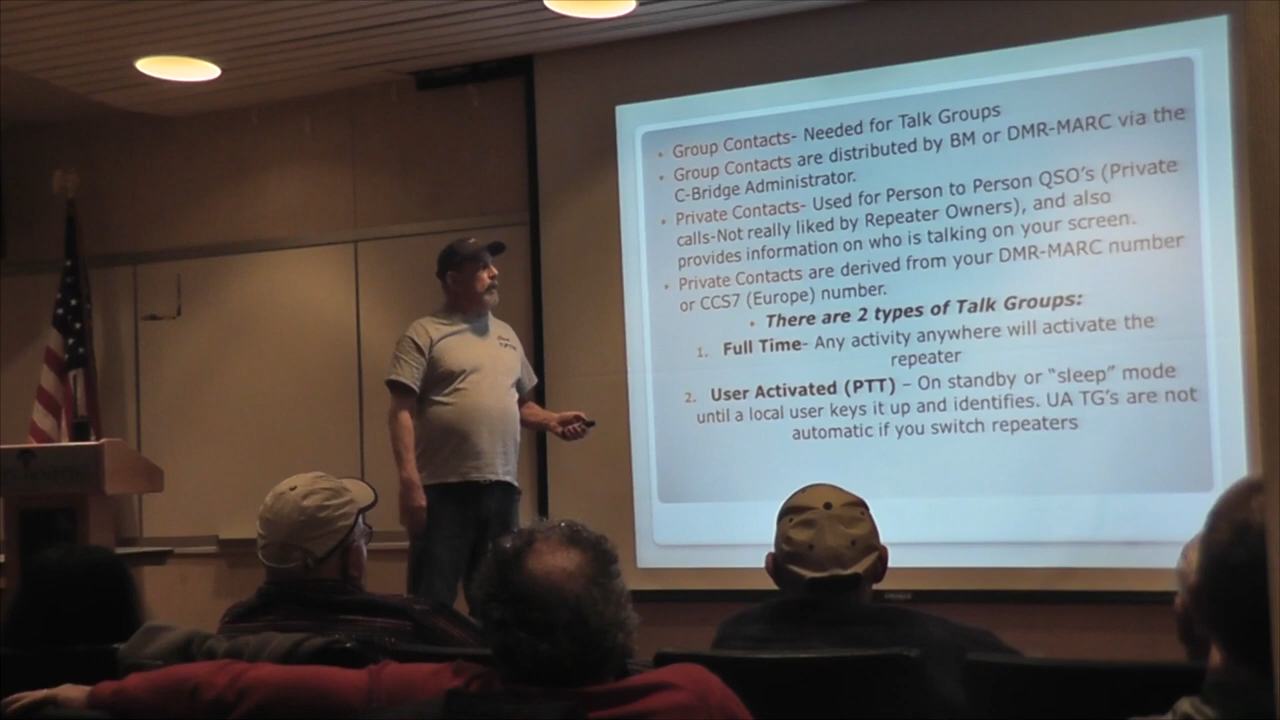 • Group Contacts- Needed for Talk Groups
• Group Contacts are distributed by BM or DMR-MARC via the
C-Bridge Administrator.
• Private Contacts- Used for Person to Person QSO's (Private
calls-Not really liked by Repeater Owners), and also
provides information on who is talking on your screen.
• Private Contacts are derived from your DMR-MARC number
or CCS7 (Europe) number.
• There are 2 types of Talk Groups:
1. Full Time- Any activity anywhere will activate the
repeater
2. User Activated (PTT) – On standby or “sleep” mode
until a local user keys it up and identifies. UA TG's are not
automatic if you switch repeaters